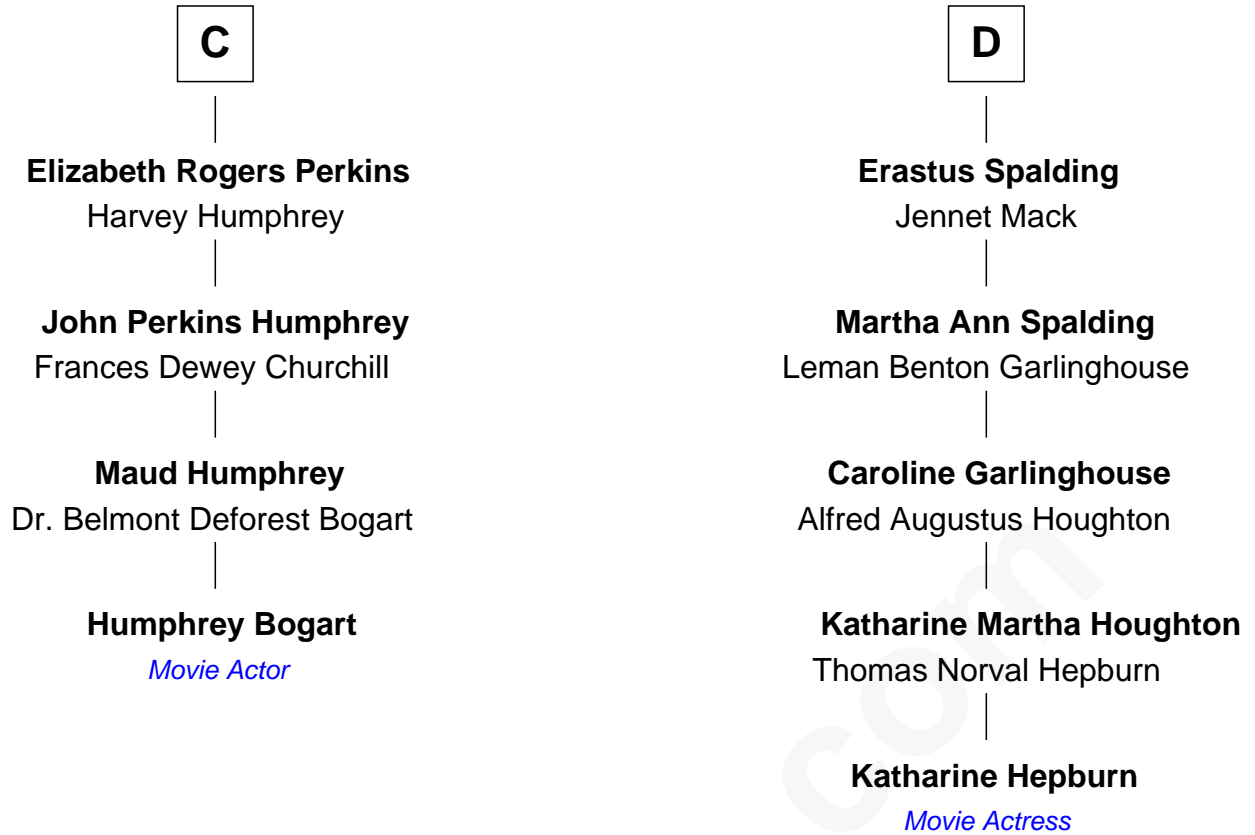 C
Elizabeth Rogers Perkins
Harvey Humphrey
John Perkins Humphrey
Frances Dewey Churchill
Maud Humphrey
Dr. Belmont Deforest Bogart
Humphrey Bogart
Movie Actor
D
Erastus Spalding
Jennet Mack
Martha Ann Spalding
Leman Benton Garlinghouse
Caroline Garlinghouse
Alfred Augustus Houghton
Katharine Martha Houghton
Thomas Norval Hepburn
Katharine Hepburn
Movie Actress
com